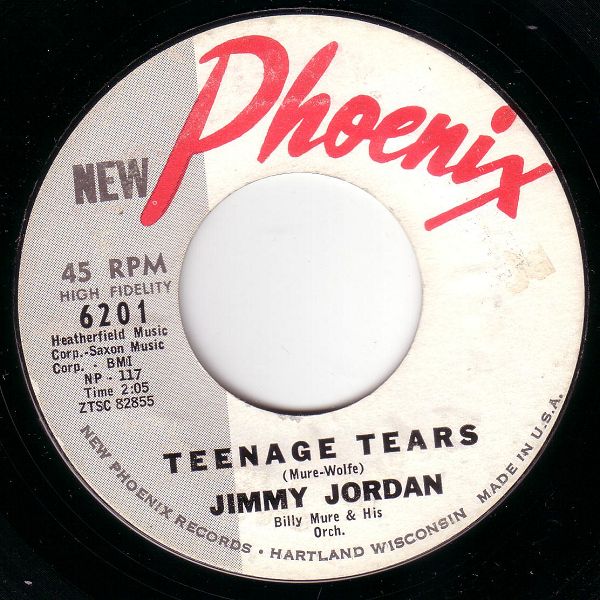 NEW Phoenix
45 RPM
HIGH FIDELITY
6201
Heatherfield Music
Corp.-Saxon Music
Corp. - BMI
NP - 117
Time 2:05
ZTSC 82855
TEENAGE TEARS
(Mure-Wolfe)
JIMMY JORDAN
Billy Mure & His
Orch.
NEW PHOENIX RECORDS • HARTLAND WISCONSIN MADE IN U.S.A.